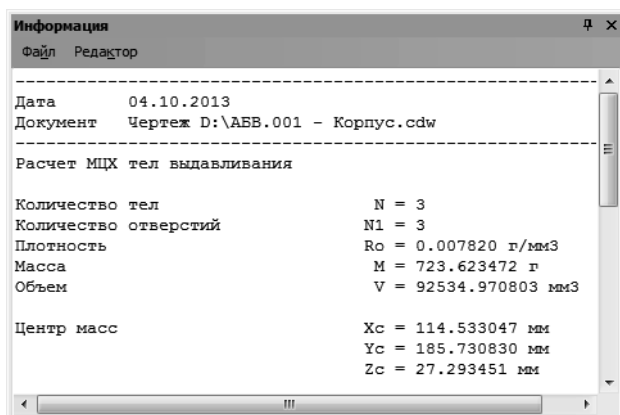 Информация
Файл Редактор
--------------------------------------------------------
Дата 04.10.2013
Документ Чертеж D:\АБВ.001 - Корпус.cdw
--------------------------------------------------------
Расчет МЦХ тел выдавливания
Количество тел N = 3
Количество отверстий N1 = 3
Плотность Ro = 0.007820 г/мм3
Масса M = 723.623472 г
Объем V = 92534.970803 мм3
Центр масс Xc = 114.533047 мм
Yc = 185.730830 мм
Zc = 27.293451 мм